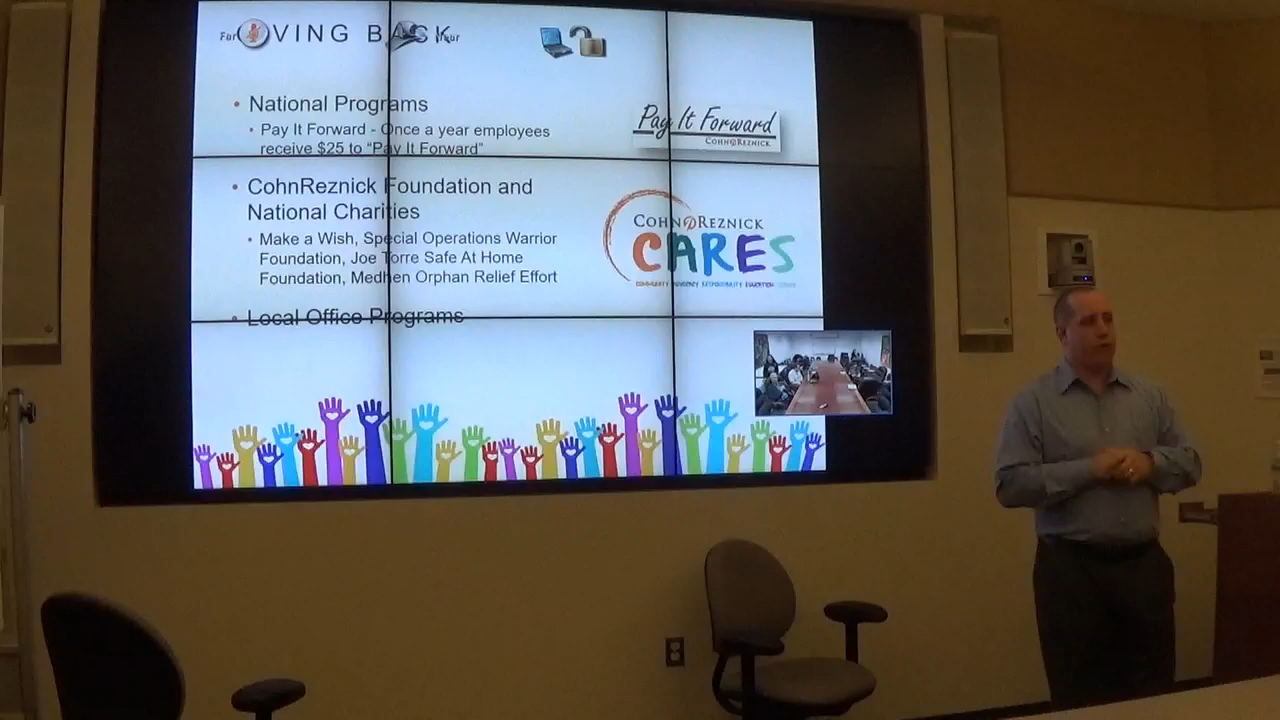 VING BACK
National Programs
Pay It Forward - Once a year employees
receive $25 to "Pay It Forward"
Pay It Forward
COHNREZNICK
CohnReznick Foundation and
National Charities
Make a Wish, Special Operations Warrior
Foundation, Joe Torre Safe At Home
Foundation, Medhen Orphan Relief Effort
COHNREZNICK
CARES
Local Office Programs